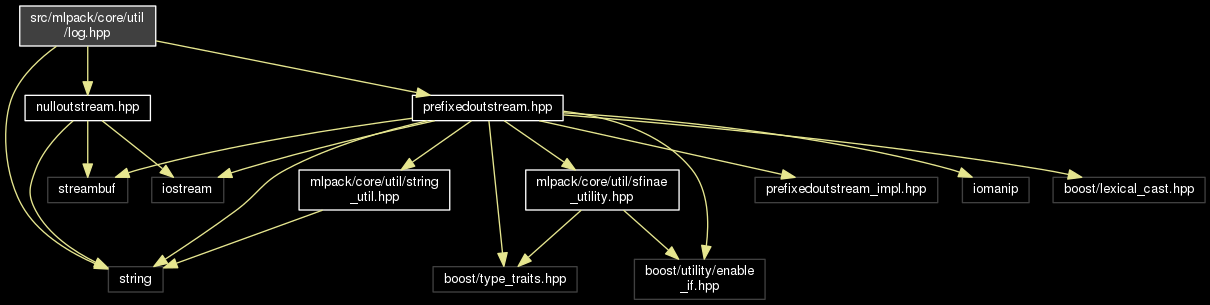 src/mlpack/core/util
/log.hpp
nulloutstream.hpp
prefixedoutstream.hpp
streambuf
iostream
mlpack/core/util/string
_util.hpp
mlpack/core/util/sfinae
_utility.hpp
prefixedoutstream_impl.hpp
iomanip
boost/lexical_cast.hpp
string
boost/type_traits.hpp
boost/utility/enable
_if.hpp